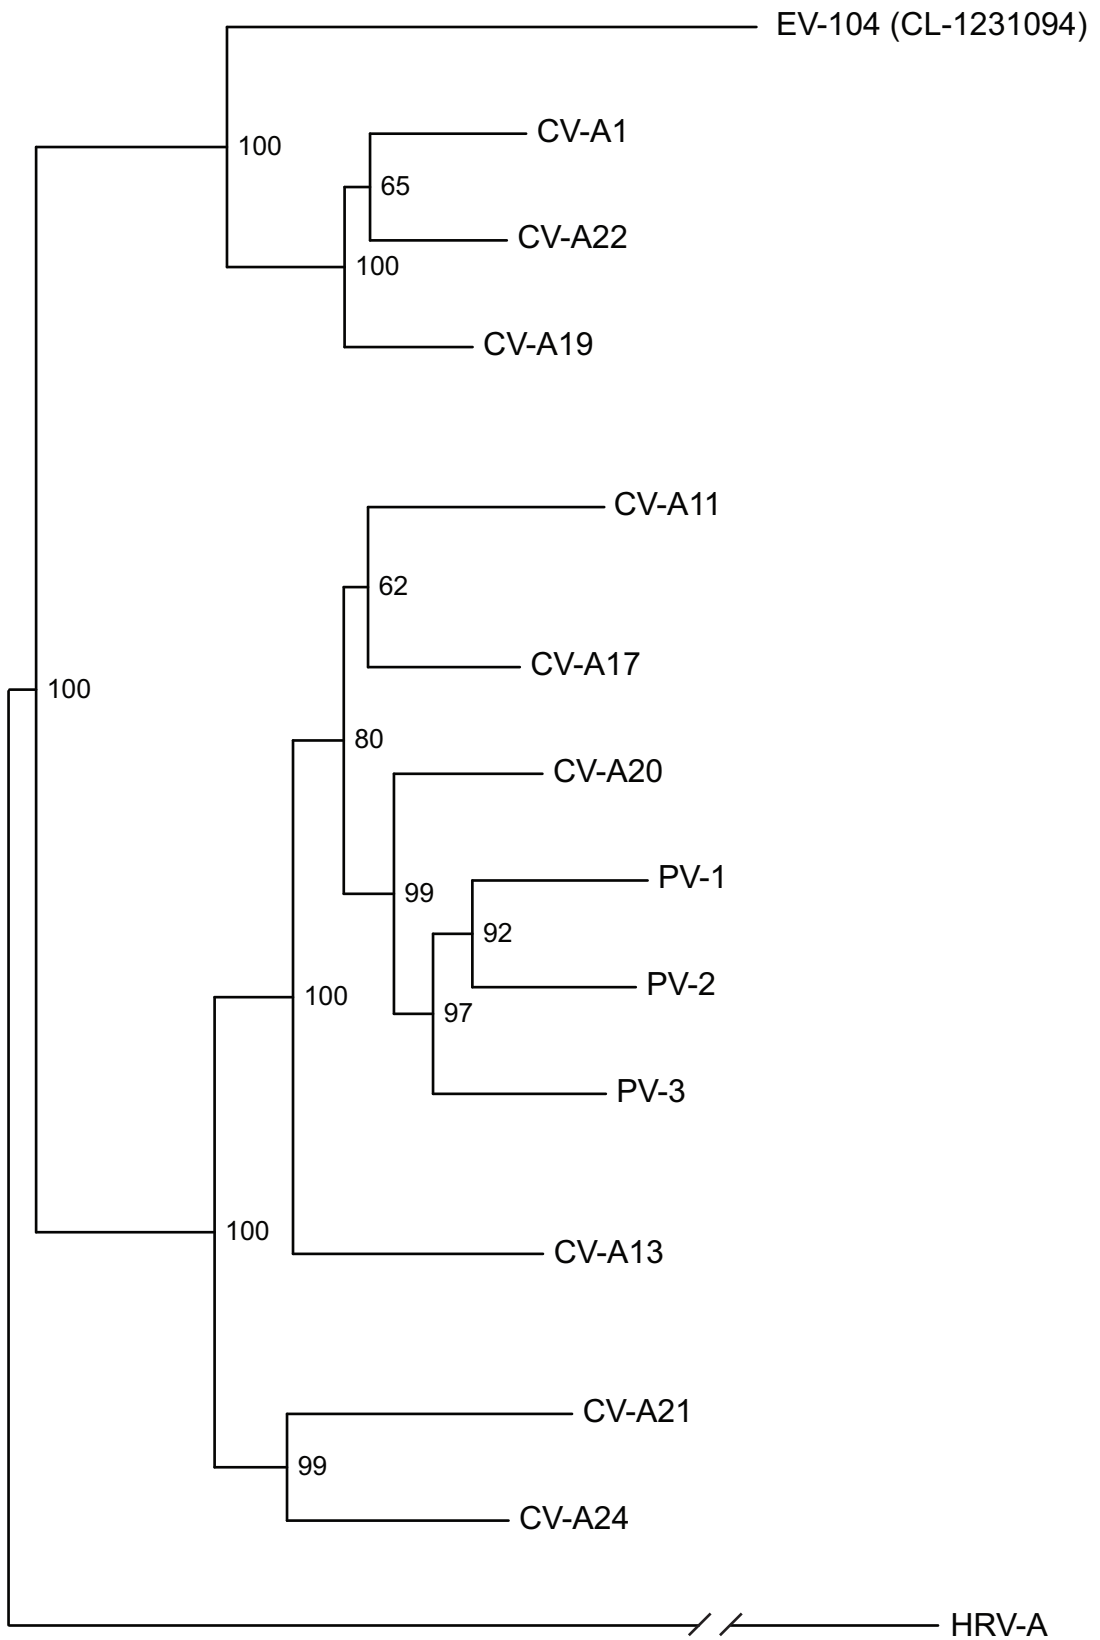 EV-104 (CL-1231094)
CV-A1
100
65
CV-A22
100
CV-A19
CV-A11
62
CV-A17
100
80
CV-A20
PV-1
99
92
PV-2
100
97
PV-3
100
CV-A13
CV-A21
99
CV-A24
HRV-A